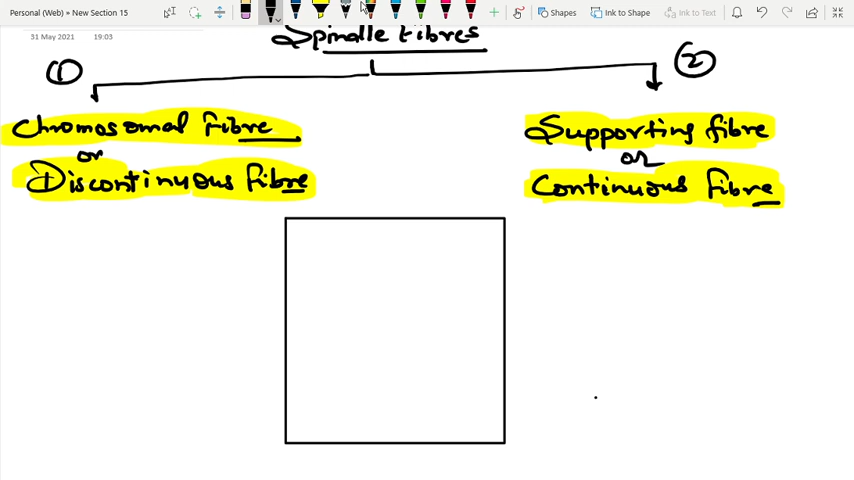 Personal (Web) » New Section 15
Shapes
Ink to Shape
Ink to Text
31 May 2021 19:03
Spindle Fibres
① ②
Chromosomal Fibre
or
Discontinuous Fibre
Supporting fibre
or
Continuous Fibre